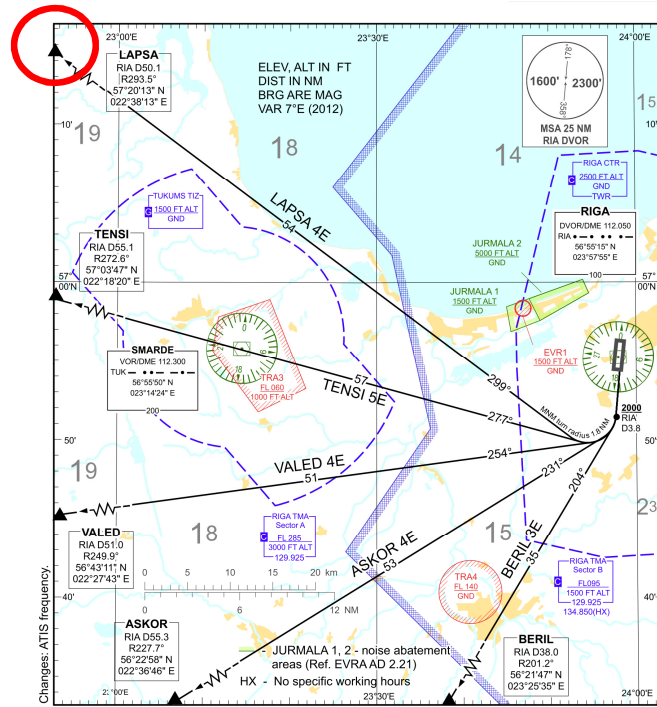 23°00'E
23°30'E
24°00'E
LAPSA
RIA D50.1
R293.5°
57°20'13" N
022°38'13" E
ELEV, ALT IN FT
DIST IN NM
BRG ARE MAG
VAR 7°E (2012)
178°
1600' 2300'
358°
MSA 25 NM
RIA DVOR
15
10'
10'
19
18
14
TUKUMS TIZ
G 1500 FT ALT
GND
RIGA CTR
C 2500 FT ALT
GND
TWR
RIGA
DVOR/DME 112.050
RIA
56°55'15" N
023°57'55" E
100
LAPSA 4E
54
TENSI
RIA D55.1
R272.6°
57°03'47" N
022°18'20" E
JURMALA 2
5000 FT ALT
GND
JURMALA 1
1500 FT ALT
GND
57°
00'N
57°
00'N
EVR1
1500 FT ALT
GND
SMARDE
VOR/DME 112.300
TUK
56°55'50" N
023°14'24" E
200
0
9
18
27
TRA3
FL 060
1000 FT ALT
0
9
18
27
57
TENSI 5E
299°
277°
MNM turn radius 1.8 NM
2000
RIA
D3.8
50'
50'
VALED 4E
51
254°
231°
204°
19
18
15
23
VALED
RIA D51.0
R249.9°
56°43'11" N
022°27'43" E
RIGA TMA
Sector A
C FL 285
3000 FT ALT
129.925
ASKOR 4E
53
BERIL 3E
35
RIGA TMA
Sector B
C FL095
1500 FT ALT
129.925
134.850(HX)
0 5 10 15 20 km
0 6 12 NM
TRA4
FL 140
GND
40'
40'
ASKOR
RIA D55.3
R227.7°
56°22'58" N
022°36'46" E
BERIL
RIA D38.0
R201.2°
56°21'47" N
023°25'35" E
- JURMALA 1, 2 - noise abatement
areas (Ref. EVRA AD 2.21)
HX - No specific working hours
Changes: ATIS frequency.
23°30'E
24°00'E